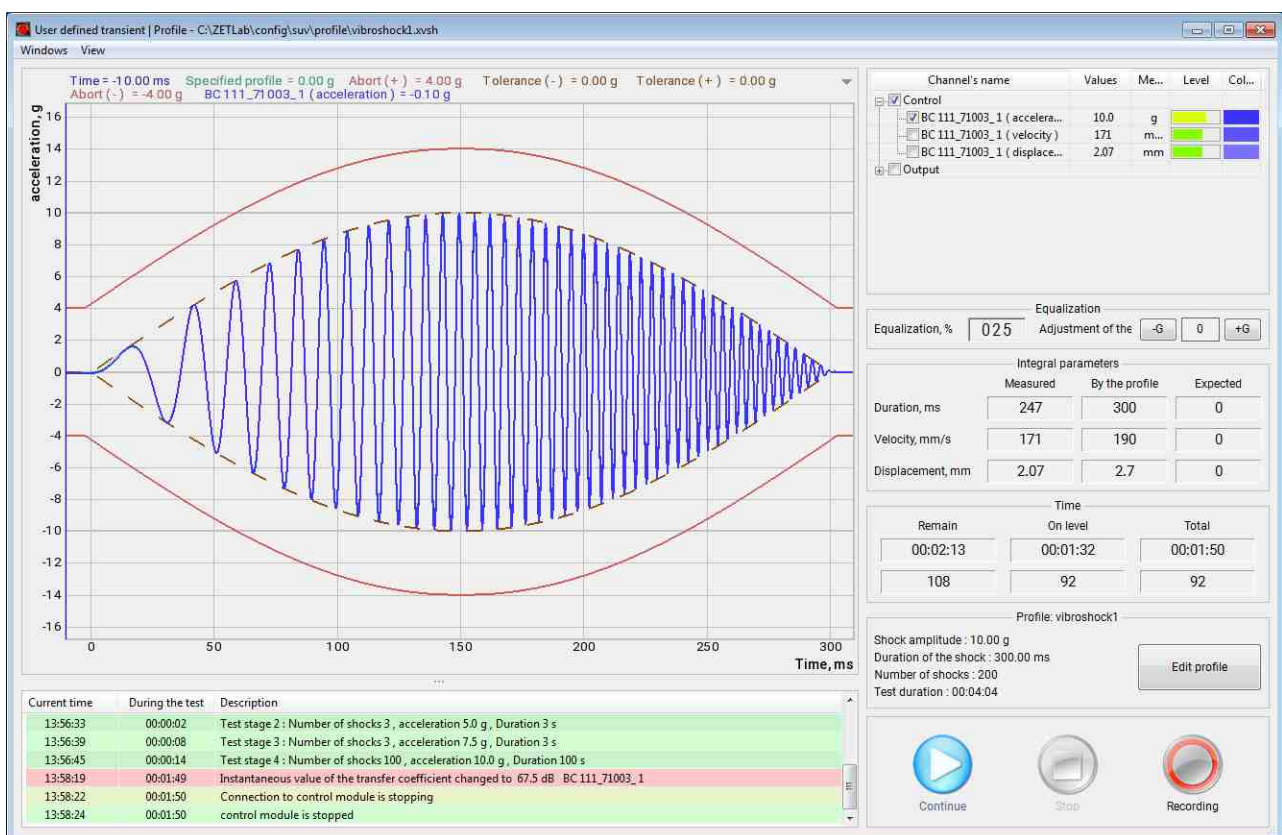 User defined transient | Profile - C:\ZETLab\config\suv\profile\vibroshock1.xvsh
Windows View
Time = -10.00 ms Specified profile = 0.00 g Abort (+) = 4.00 g Tolerance (-) = 0.00 g Tolerance (+) = 0.00 g
Abort (-) = -4.00 g BC 111_71003_1 (acceleration) = -0.10 g
acceleration, g
16
14
12
10
8
6
4
2
0
-2
-4
-6
-8
-10
-12
-14
-16
0 50 100 150 200 250 300
Time, ms
Channel's name Values Me... Level Col...
Control
BC 111_71003_1 ( accelera... 10.0 g
BC 111_71003_1 ( velocity ) 171 m...
BC 111_71003_1 ( displace... 2.07 mm
Output
Equalization
Equalization, % 025 Adjustment of the -G 0 +G
Integral parameters
Measured By the profile Expected
Duration, ms 247 300 0
Velocity, mm/s 171 190 0
Displacement, mm 2.07 2.7 0
Time
Remain On level Total
00:02:13 00:01:32 00:01:50
108 92 92
Profile: vibroshock1
Shock amplitude : 10.00 g
Duration of the shock : 300.00 ms
Number of shocks : 200
Test duration : 00:04:04
Edit profile
Current time During the test Description
13:56:33 00:00:02 Test stage 2 : Number of shocks 3 , acceleration 5.0 g , Duration 3 s
13:56:39 00:00:08 Test stage 3 : Number of shocks 3 , acceleration 7.5 g , Duration 3 s
13:56:45 00:00:14 Test stage 4 : Number of shocks 100 , acceleration 10.0 g , Duration 100 s
13:58:19 00:01:49 Instantaneous value of the transfer coefficient changed to 67.5 dB BC 111_71003_1
13:58:22 00:01:50 Connection to control module is stopping
13:58:24 00:01:50 control module is stopped
Continue Stop Recording